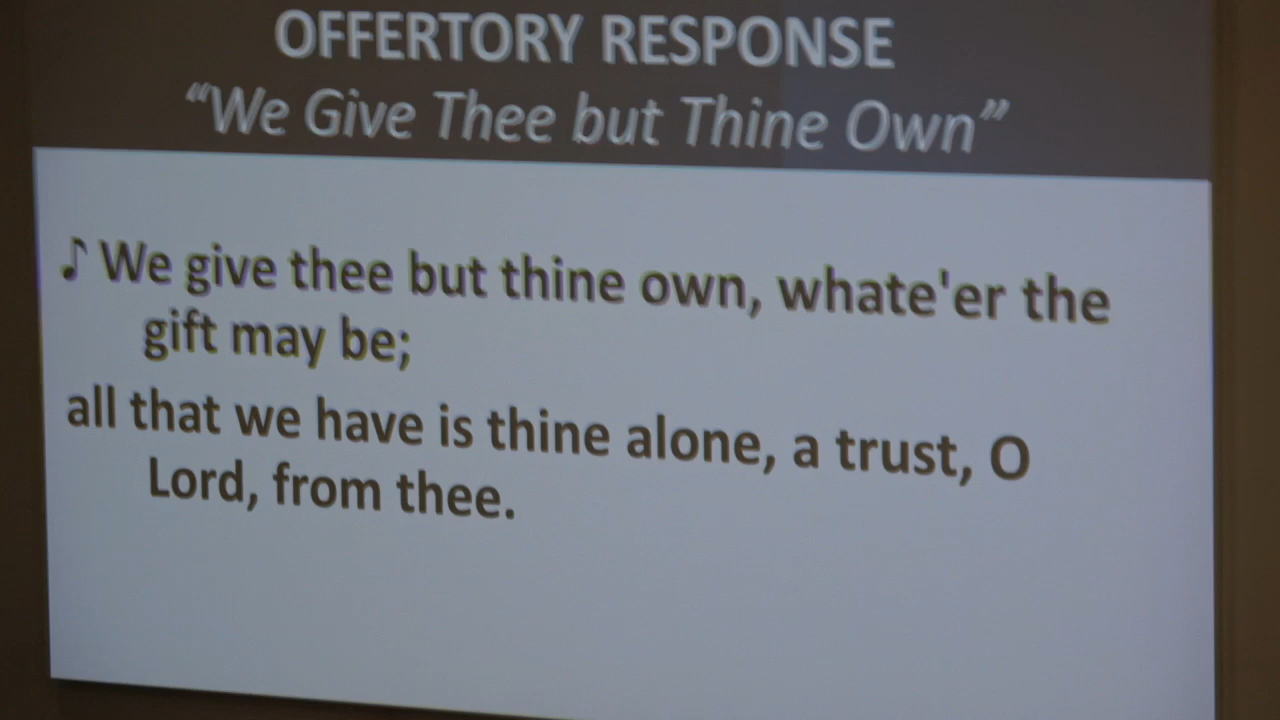 OFFERTORY RESPONSE
“We Give Thee but Thine Own”
♪ We give thee but thine own, whate'er the
gift may be;
all that we have is thine alone, a trust, O
Lord, from thee.